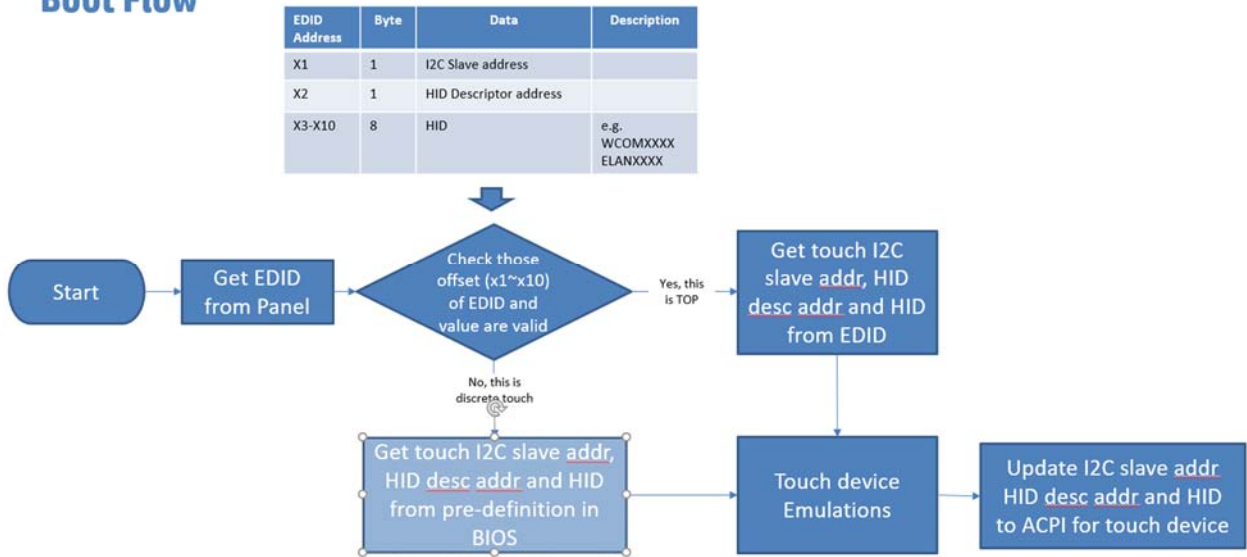 Boot Flow
EDID Address
Byte
Data
Description
X1
1
I2C Slave address
X2
1
HID Descriptor address
X3-X10
8
HID
e.g.
WCOMXXXX
ELANXXXX
Start
Get EDID
from Panel
Check those
offset (x1~x10)
of EDID and
value are valid
Yes, this
is TOP
Get touch I2C
slave addr, HID
desc addr and HID
from EDID
No, this is
discrete touch
Get touch I2C slave addr,
HID desc addr and HID
from pre-definition in
BIOS
Touch device
Emulations
Update I2C slave addr
HID desc addr and HID
to ACPI for touch device